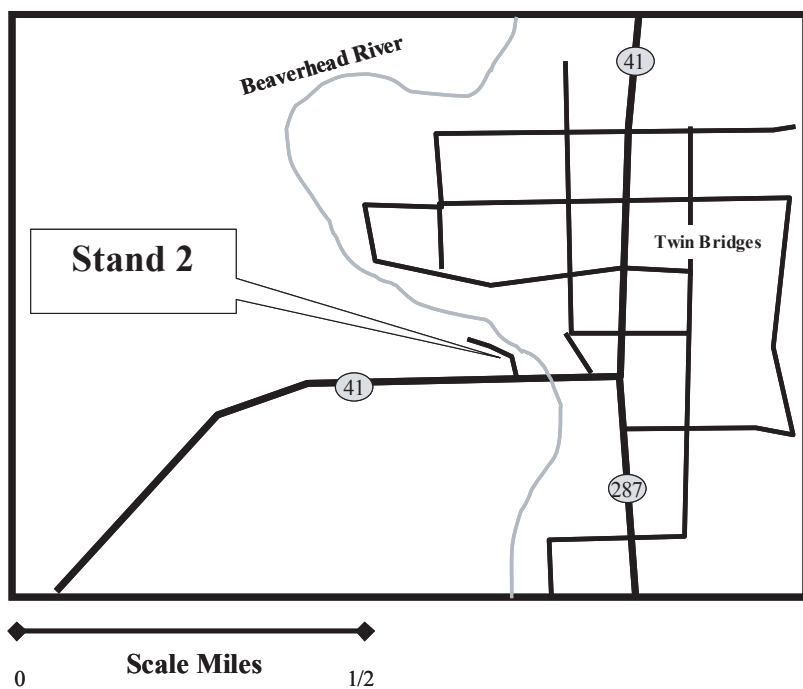 41
Beaverhead River
Twin Bridges
Stand 2
41
287
Scale Miles
0 1/2